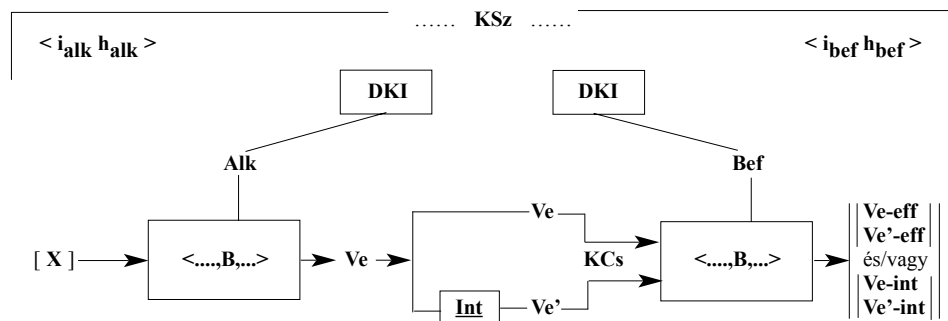 ...... KSz ......
< i_alk h_alk >
< i_bef h_bef >
DKI
DKI
Alk
Bef
[ X ]
<....,B,...>
Ve
Ve
Int
Ve'
KCs
<....,B,...>
Ve-eff
Ve'-eff
és/vagy
Ve-int
Ve'-int